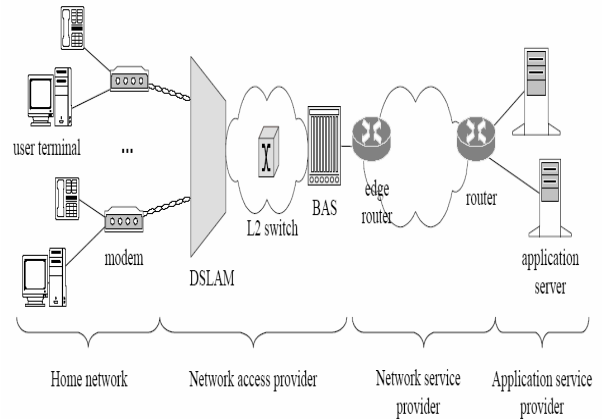 user terminal
...
modem
DSLAM
L2 switch
BAS
edge
router
router
application
server
Home network
Network access provider
Network service
provider
Application service
provider